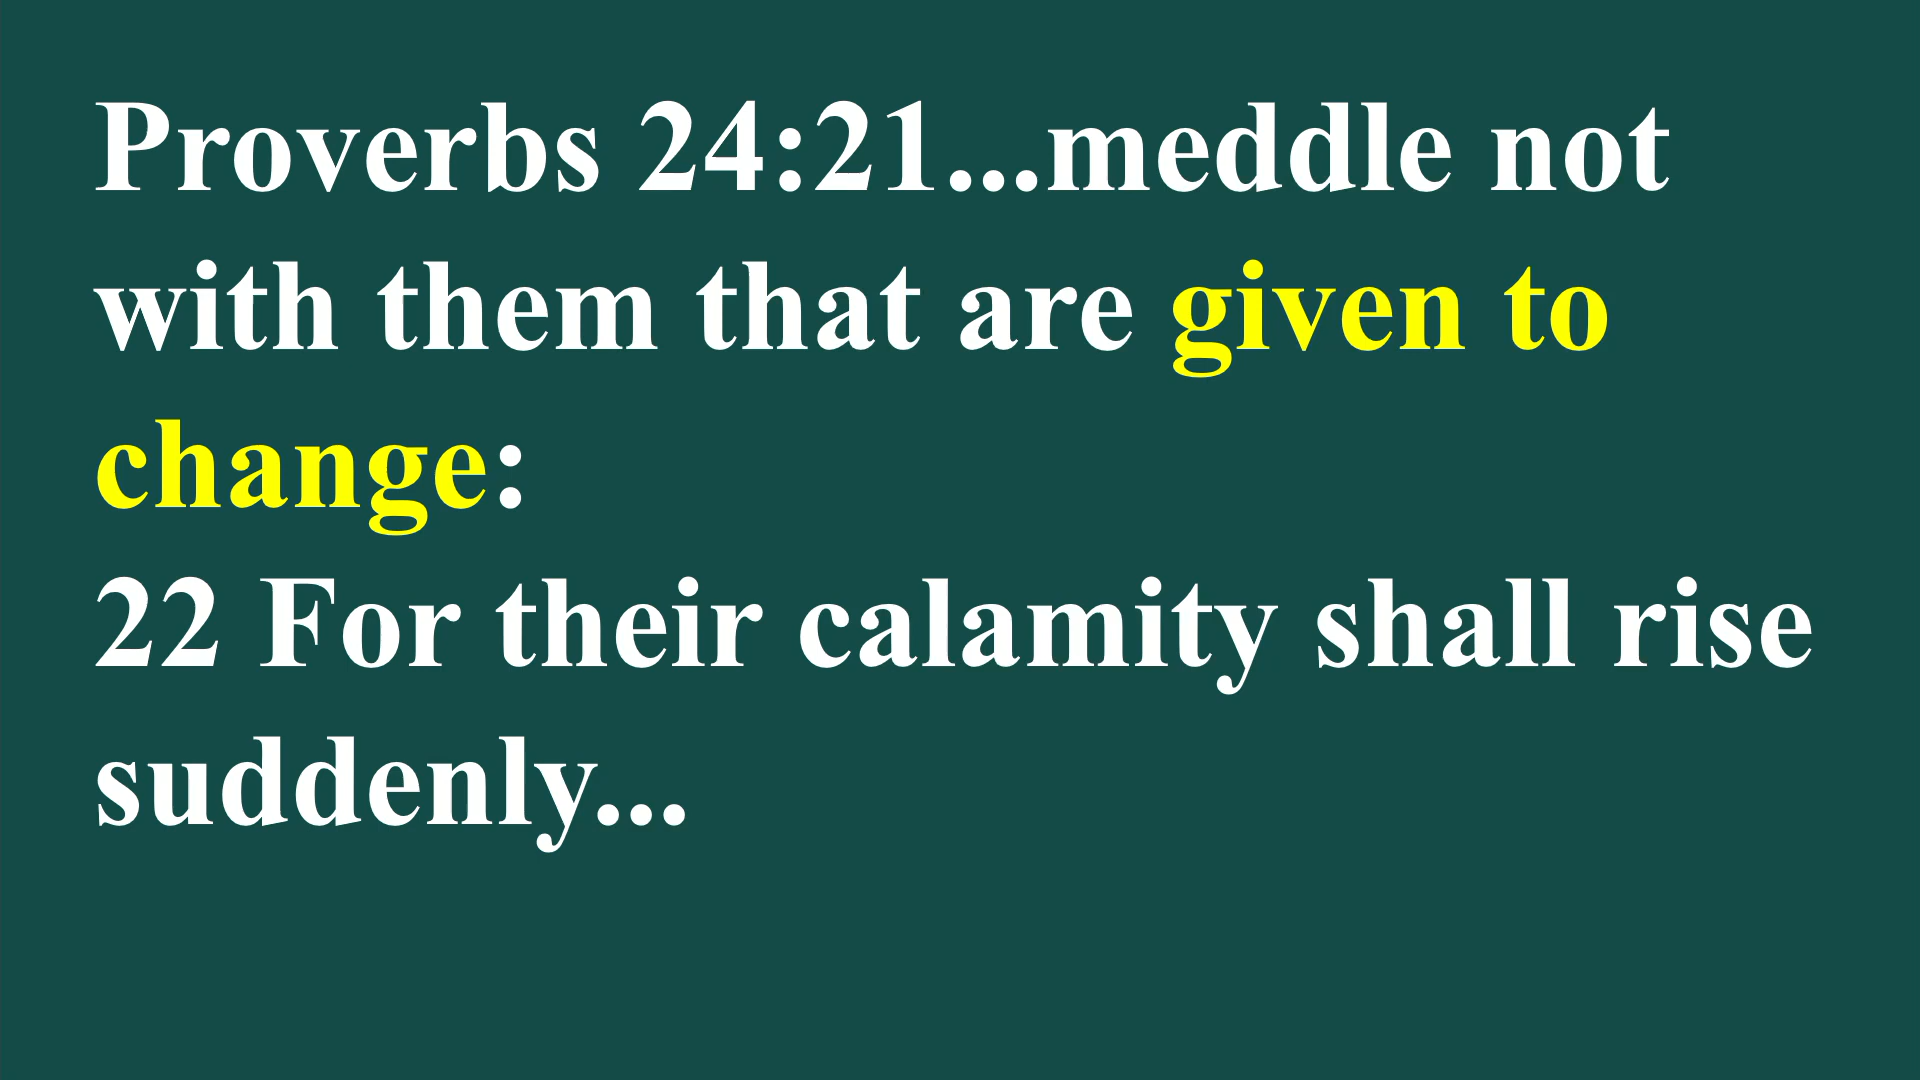 Proverbs 24:21...meddle not
with them that are given to
change:
22 For their calamity shall rise
suddenly...